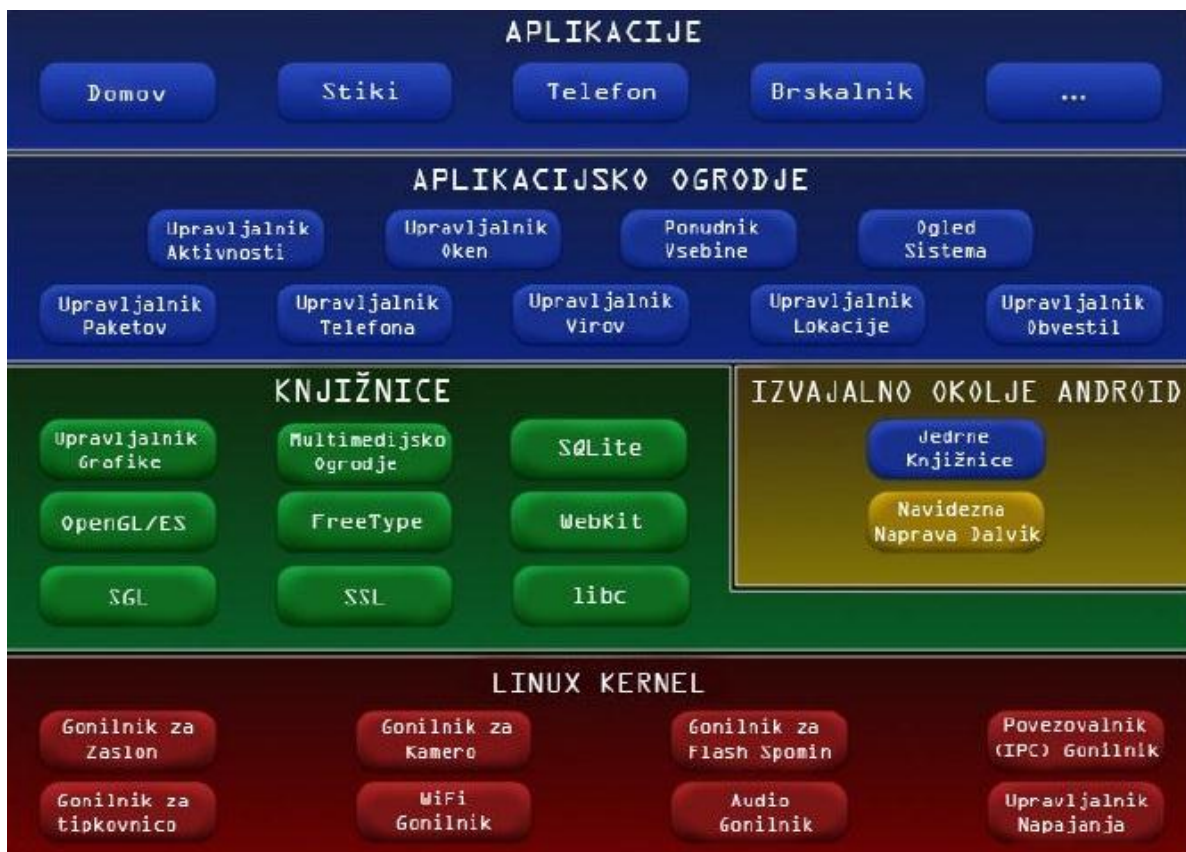 APLIKACIJE
Domov
Stiki
Telefon
Brskalnik
...
APLIKACIJSKO OGRODJE
Upravljalnik
Aktivnosti
Upravljalnik
Oken
Ponudnik
Vsebine
Ogled
Sistema
Upravljalnik
Paketov
Upravljalnik
Telefona
Upravljalnik
Virov
Upravljalnik
Lokacije
Upravljalnik
Obvestil
KNJIŽNICE
Upravljalnik
Grafike
Multimedijsko
Ogrodje
SQLite
OpenGL/ES
FreeType
WebKit
SGL
SSL
libc
IZVAJALNO OKOLJE ANDROID
Jedrne
Knjižnice
Navidezna
Naprava Dalvik
LINUX KERNEL
Gonilnik za
Zaslon
Gonilnik za
Kamero
Gonilnik za
Flash Spomin
Povezovalnik
(IPC) Gonilnik
Gonilnik za
tipkovnico
WiFi
Gonilnik
Audio
Gonilnik
Upravljalnik
Napajanja